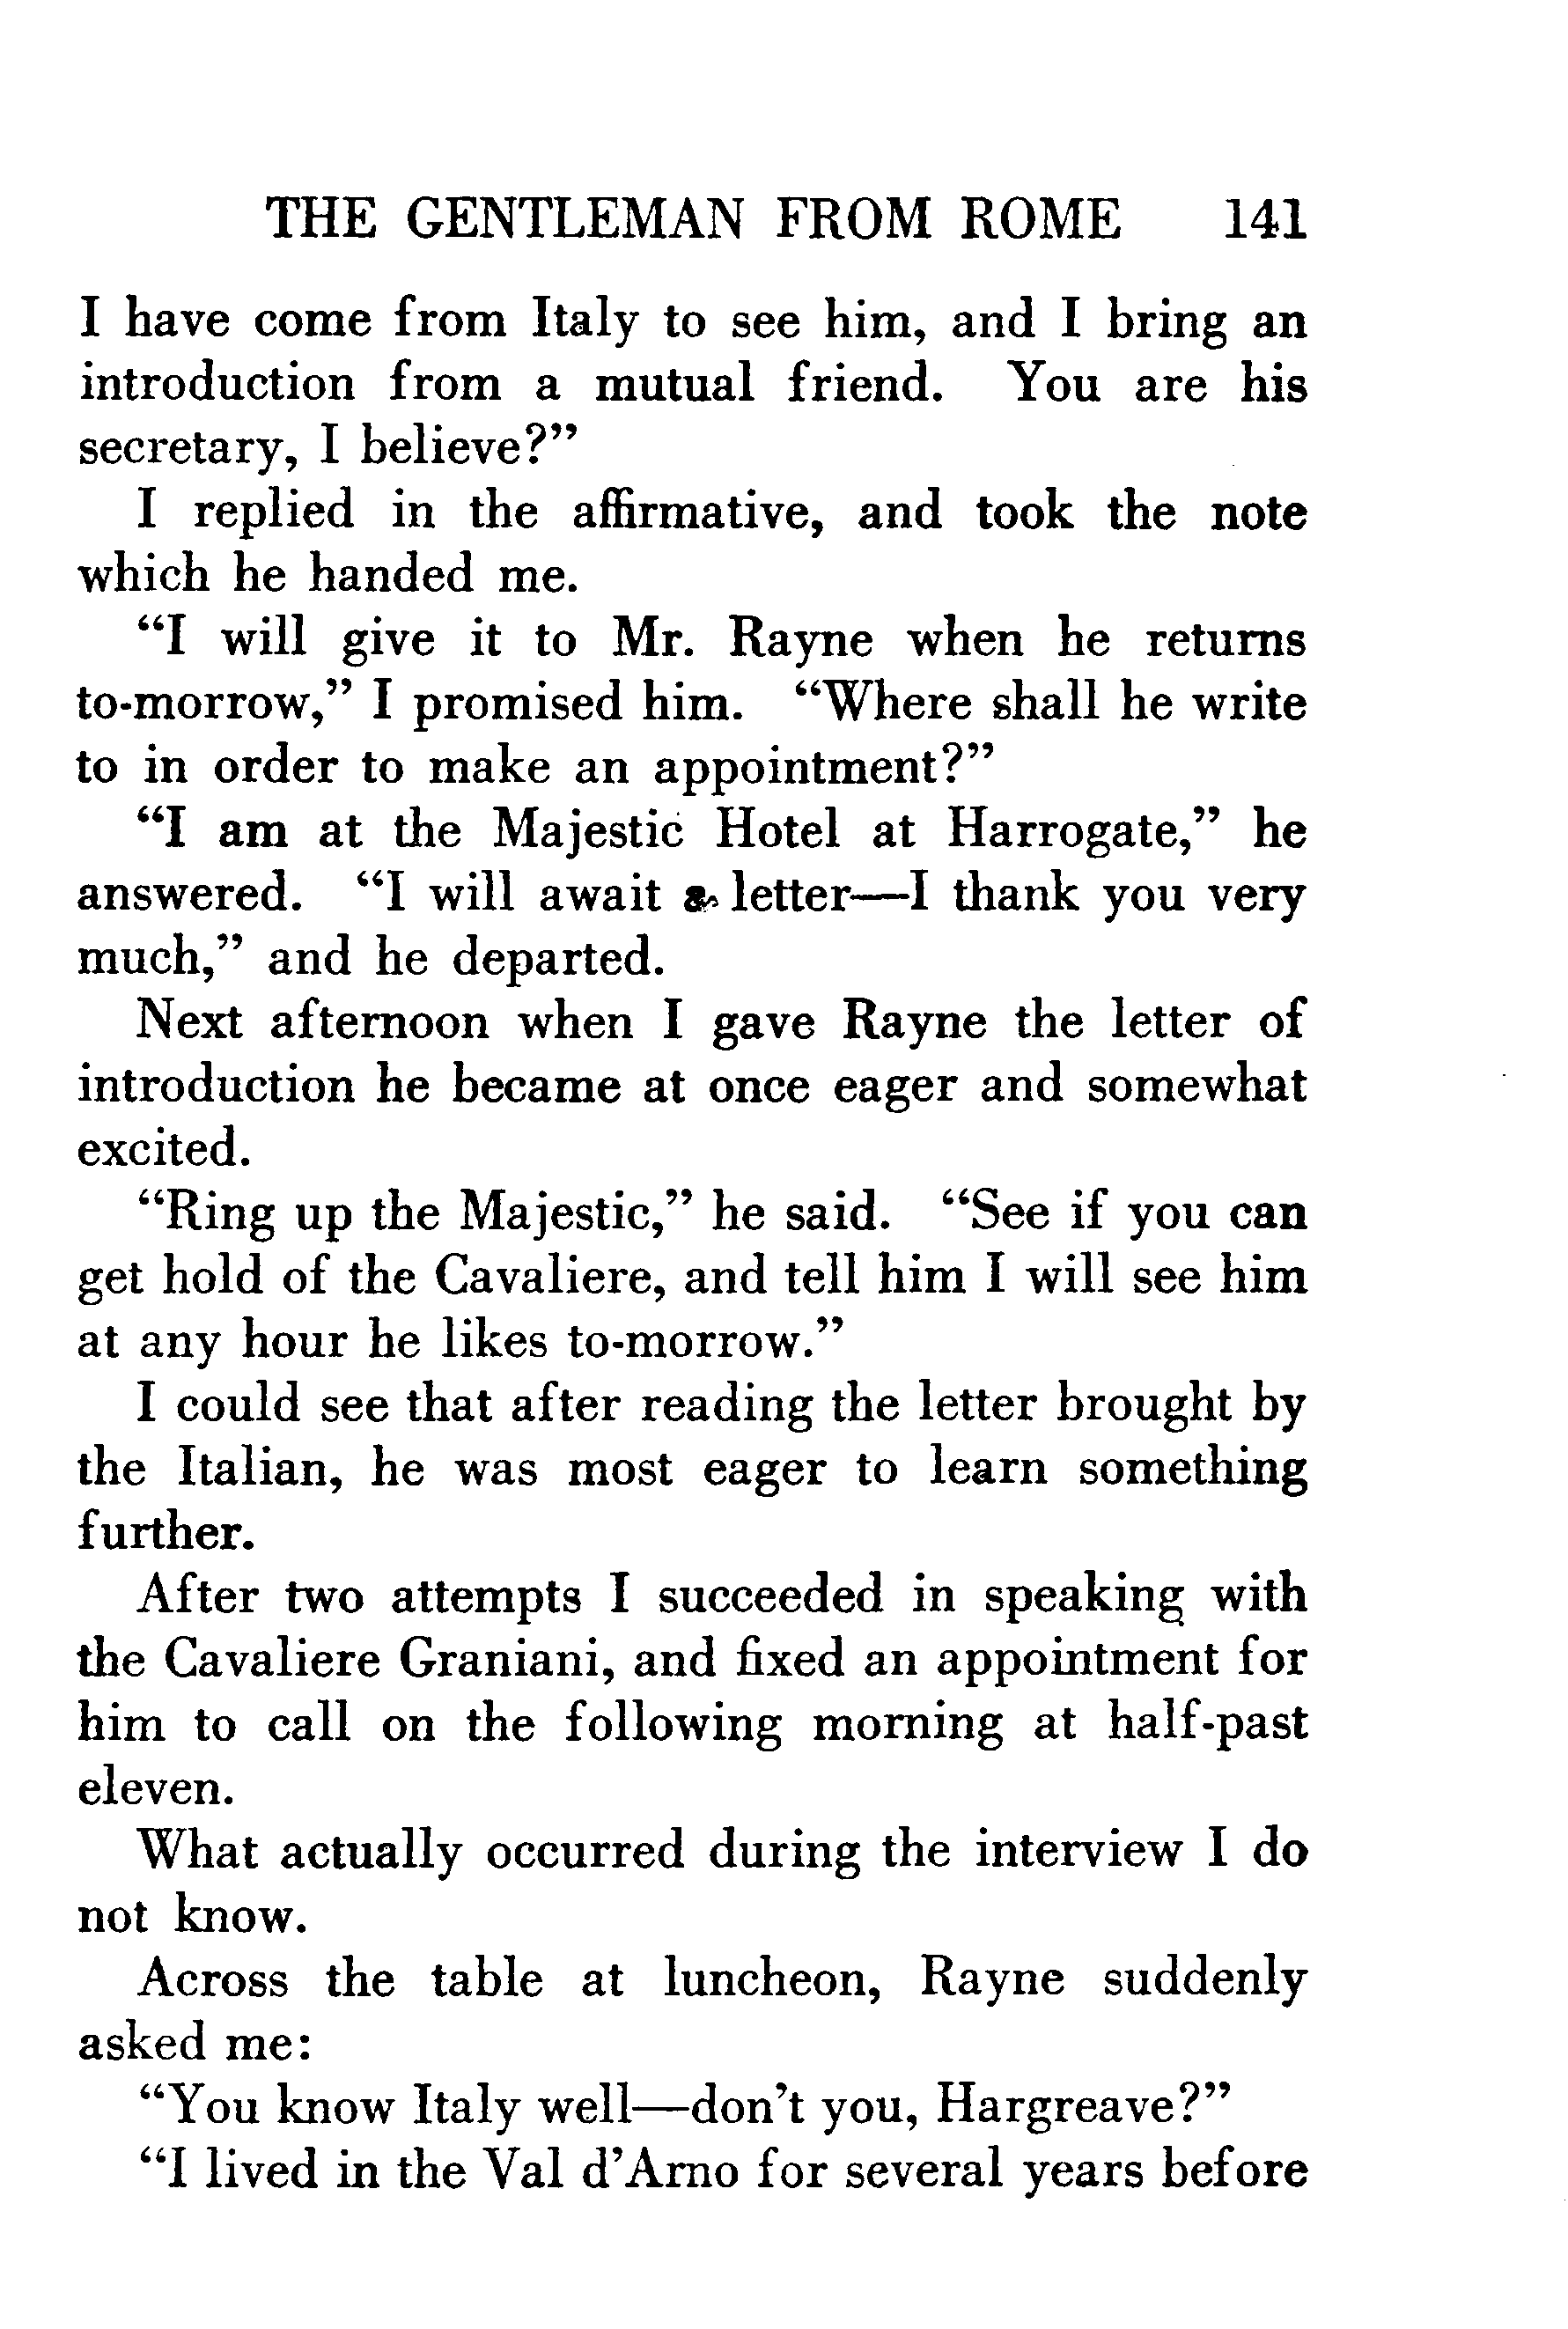 THE GENTLEMAN FROM ROME 141
I have come from Italy to see him, and I bring an
introduction from a mutual friend. You are his
secretary, I believe?”
I replied in the affirmative, and took the note
which he handed me.
“I will give it to Mr. Rayne when he returns
to-morrow,” I promised him. “Where shall he write
to in order to make an appointment?”
“I am at the Majestic Hotel at Harrogate,” he
answered. “I will await a letter—I thank you very
much,” and he departed.
Next afternoon when I gave Rayne the letter of
introduction he became at once eager and somewhat
excited.
“Ring up the Majestic,” he said. “See if you can
get hold of the Cavaliere, and tell him I will see him
at any hour he likes to-morrow.”
I could see that after reading the letter brought by
the Italian, he was most eager to learn something
further.
After two attempts I succeeded in speaking with
the Cavaliere Graniani, and fixed an appointment for
him to call on the following morning at half-past
eleven.
What actually occurred during the interview I do
not know.
Across the table at luncheon, Rayne suddenly
asked me:
“You know Italy well—don’t you, Hargreave?”
“I lived in the Val d’Arno for several years before